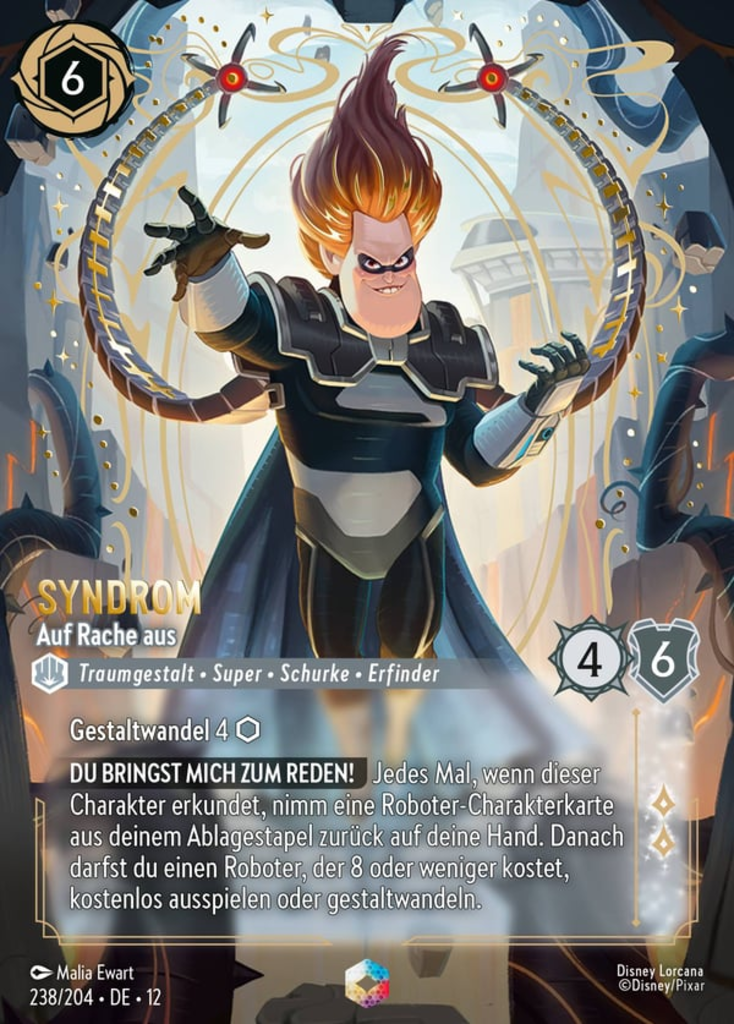 6
SYNDROM
Auf Rache aus
Traumgestalt • Super • Schurke • Erfinder
4
6
Gestaltwandel 4
DU BRINGST MICH ZUM REDEN! Jedes Mal, wenn dieser
Charakter erkundet, nimm eine Roboter-Charakterkarte
aus deinem Ablagestapel zurück auf deine Hand. Danach
darfst du einen Roboter, der 8 oder weniger kostet,
kostenlos ausspielen oder gestaltwandeln.
Malia Ewart
238/204 • DE • 12
Disney Lorcana
©Disney/Pixar